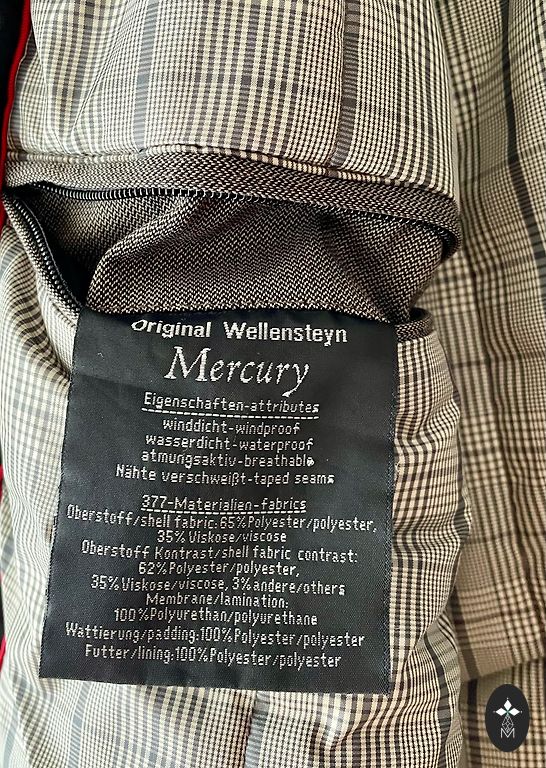 Original Wellensteyn
Mercury
Eigenschaften-attributes
winddicht-windproof
wasserdicht-waterproof
atmungsaktiv-breathable
Nähte verschweißt-taped seams
377-Materialien-fabrics
Oberstoff/shell fabric:65%Polyester/polyester,
35%Viskose/viscose
Oberstoff Kontrast/shell fabric contrast:
62%Polyester/polyester,
35%Viskose/viscose, 3%andere/others
Membrane/lamination:
100%Polyurethan/polyurethane
Wattierung/padding:100%Polyester/polyester
Futter/lining:100%Polyester/polyester